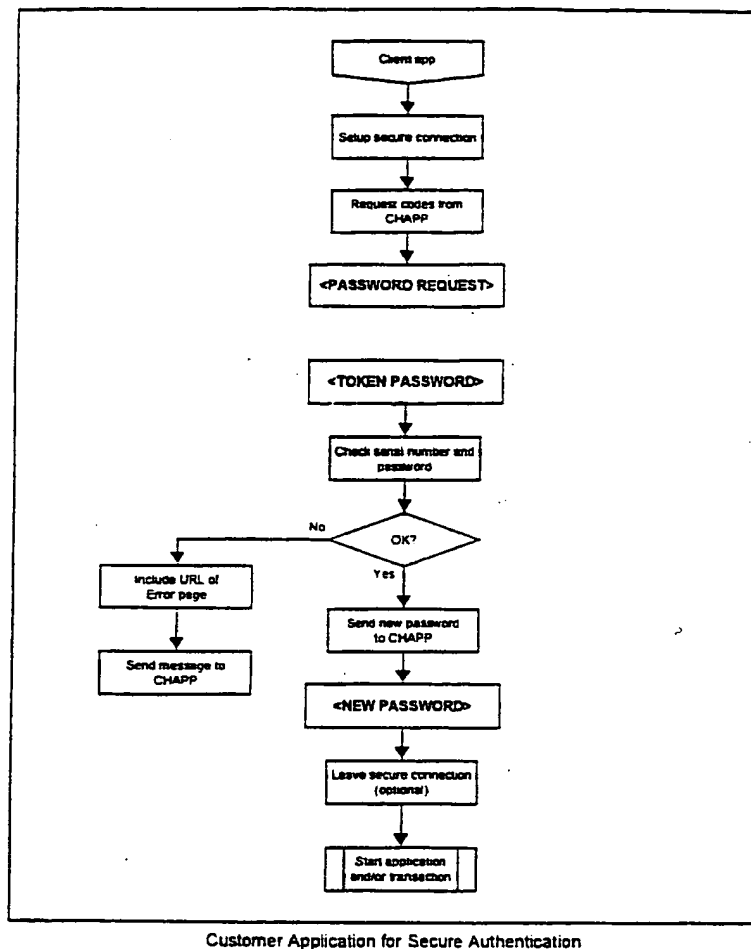 Client app
Setup secure connection
Request codes from
CHAPP
<PASSWORD REQUEST>
<TOKEN PASSWORD>
Check serial number and
password
No
OK?
Yes
Include URL of
Error page
Send new password
to CHAPP
Send message to
CHAPP
<NEW PASSWORD>
Leave secure connection
(optional)
Start application
and/or transaction
Customer Application for Secure Authentication